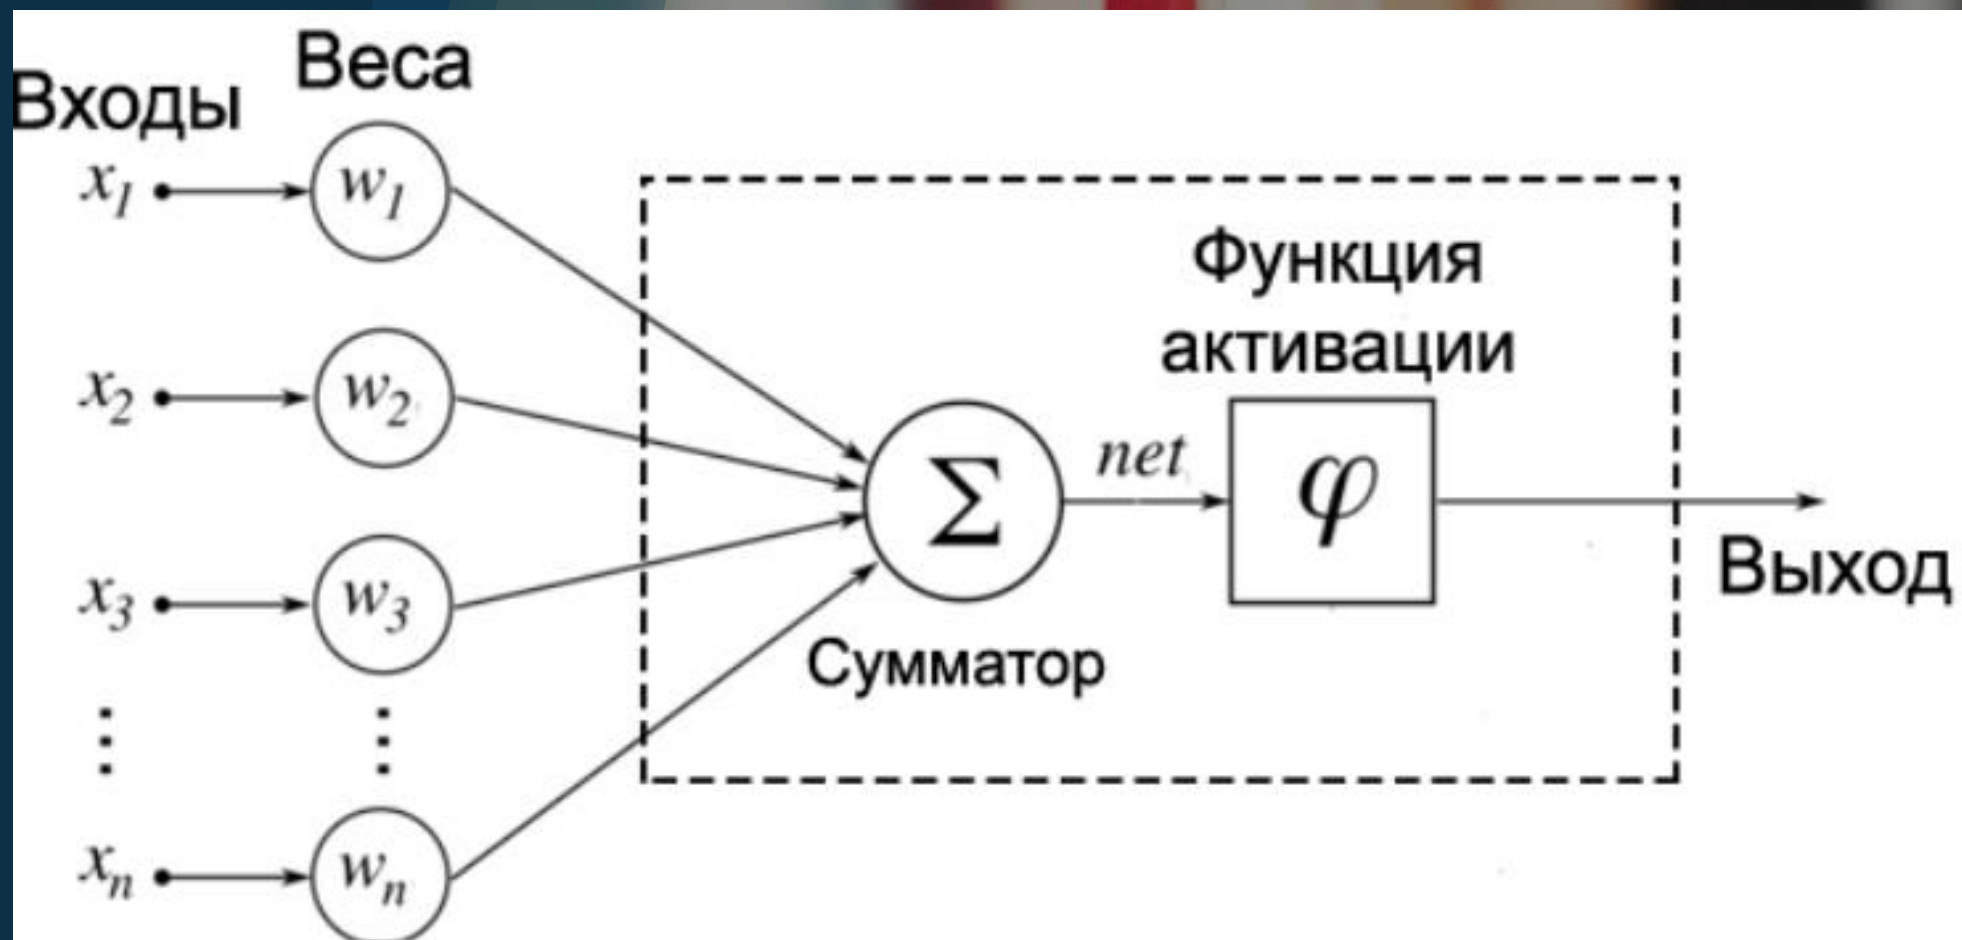 Входы
Веса
x1
w1
x2
w2
x3
w3
⋮
⋮
xn
wn
Σ
Сумматор
net
Функция
активации
φ
Выход